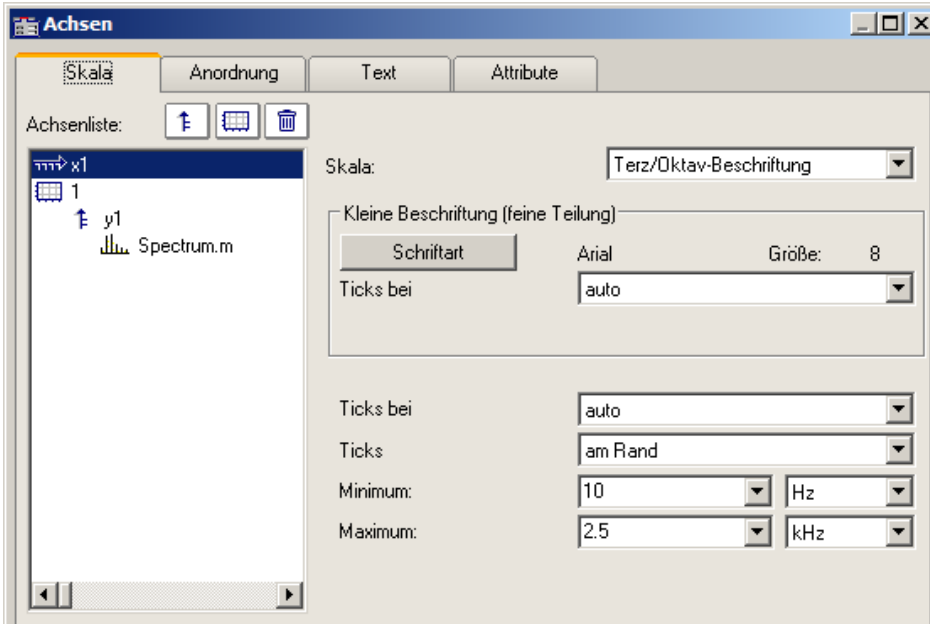 Achsen
Skala Anordnung Text Attribute
Achsenliste:
x1
1
y1
Spectrum.m
Skala: Terz/Oktav-Beschriftung
Kleine Beschriftung (feine Teilung)
Schriftart Arial Größe: 8
Ticks bei auto
Ticks bei auto
Ticks am Rand
Minimum: 10 Hz
Maximum: 2.5 kHz